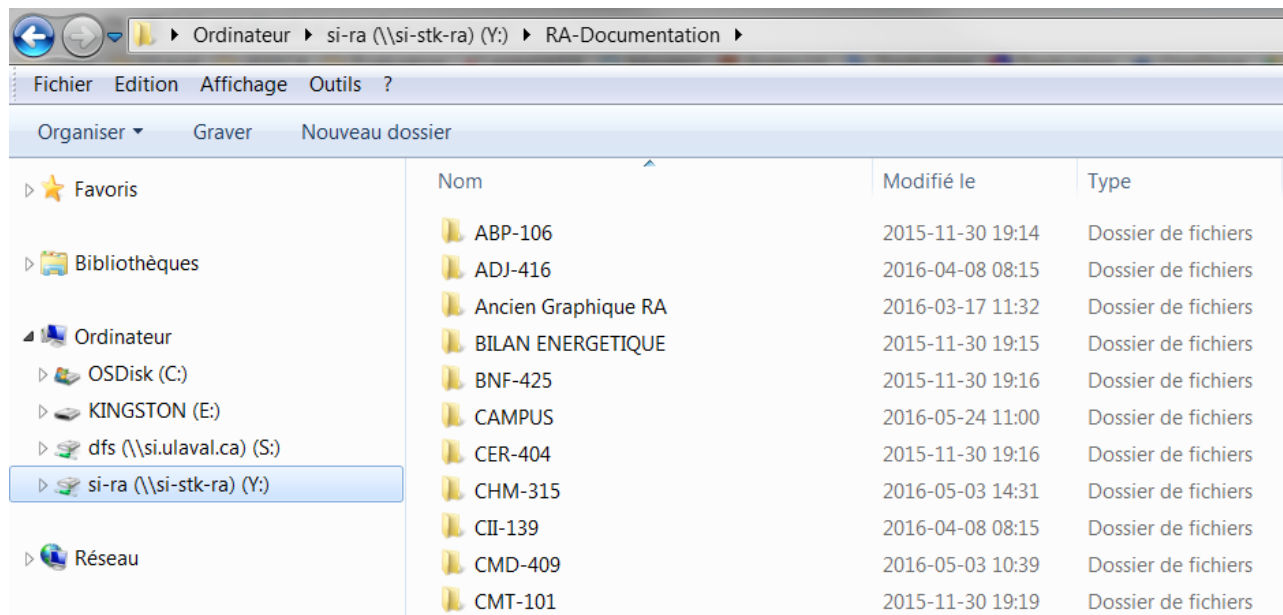 Ordinateur si-ra (\\si-stk-ra) (Y:) RA-Documentation
Fichier Edition Affichage Outils ?
Organiser Graver Nouveau dossier
Favoris
Bibliothèques
Ordinateur
OSDisk (C:)
KINGSTON (E:)
dfs (\\si.ulaval.ca) (S:)
si-ra (\\si-stk-ra) (Y:)
Réseau
Nom Modifié le Type
ABP-106 2015-11-30 19:14 Dossier de fichiers
ADJ-416 2016-04-08 08:15 Dossier de fichiers
Ancien Graphique RA 2016-03-17 11:32 Dossier de fichiers
BILAN ENERGETIQUE 2015-11-30 19:15 Dossier de fichiers
BNF-425 2015-11-30 19:16 Dossier de fichiers
CAMPUS 2016-05-24 11:00 Dossier de fichiers
CER-404 2015-11-30 19:16 Dossier de fichiers
CHM-315 2016-05-03 14:31 Dossier de fichiers
CII-139 2016-04-08 08:15 Dossier de fichiers
CMD-409 2016-05-03 10:39 Dossier de fichiers
CMT-101 2015-11-30 19:19 Dossier de fichiers